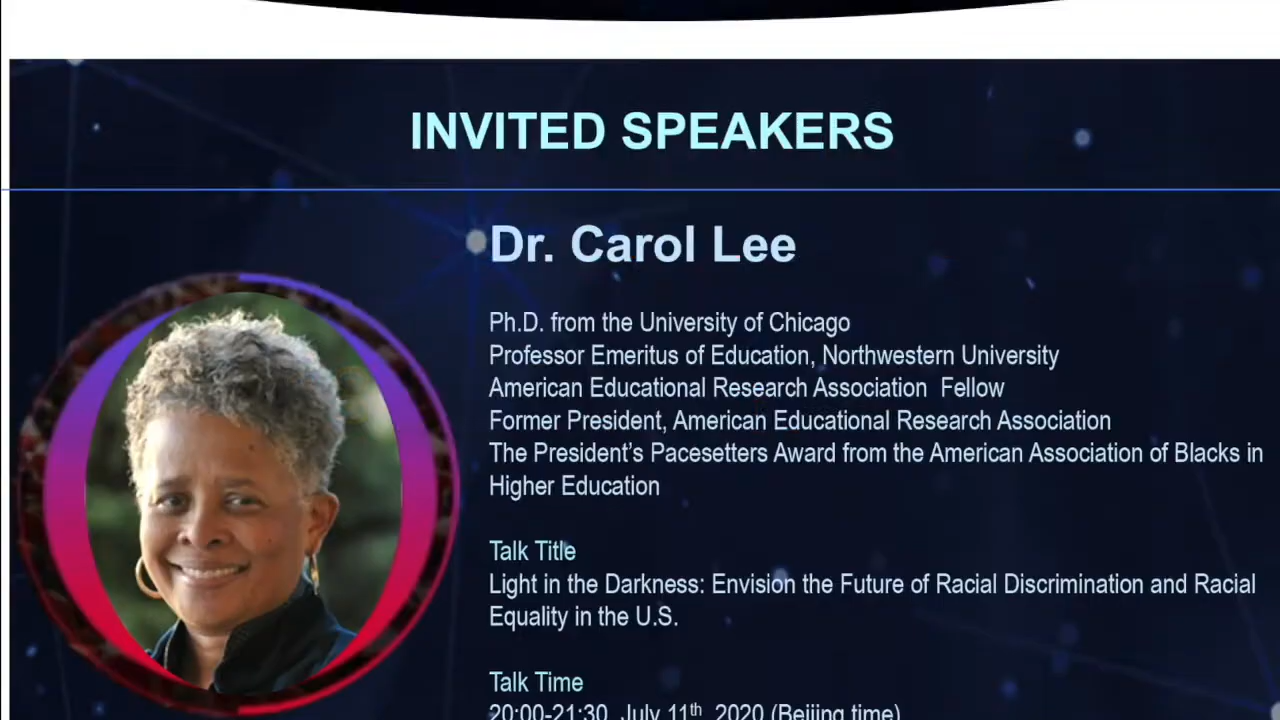 INVITED SPEAKERS
Dr. Carol Lee
Ph.D. from the University of Chicago
Professor Emeritus of Education, Northwestern University
American Educational Research Association Fellow
Former President, American Educational Research Association
The President’s Pacesetters Award from the American Association of Blacks in
Higher Education
Talk Title
Light in the Darkness: Envision the Future of Racial Discrimination and Racial
Equality in the U.S.
Talk Time
20:00-21:30, July 11th, 2020 (Beijing time)